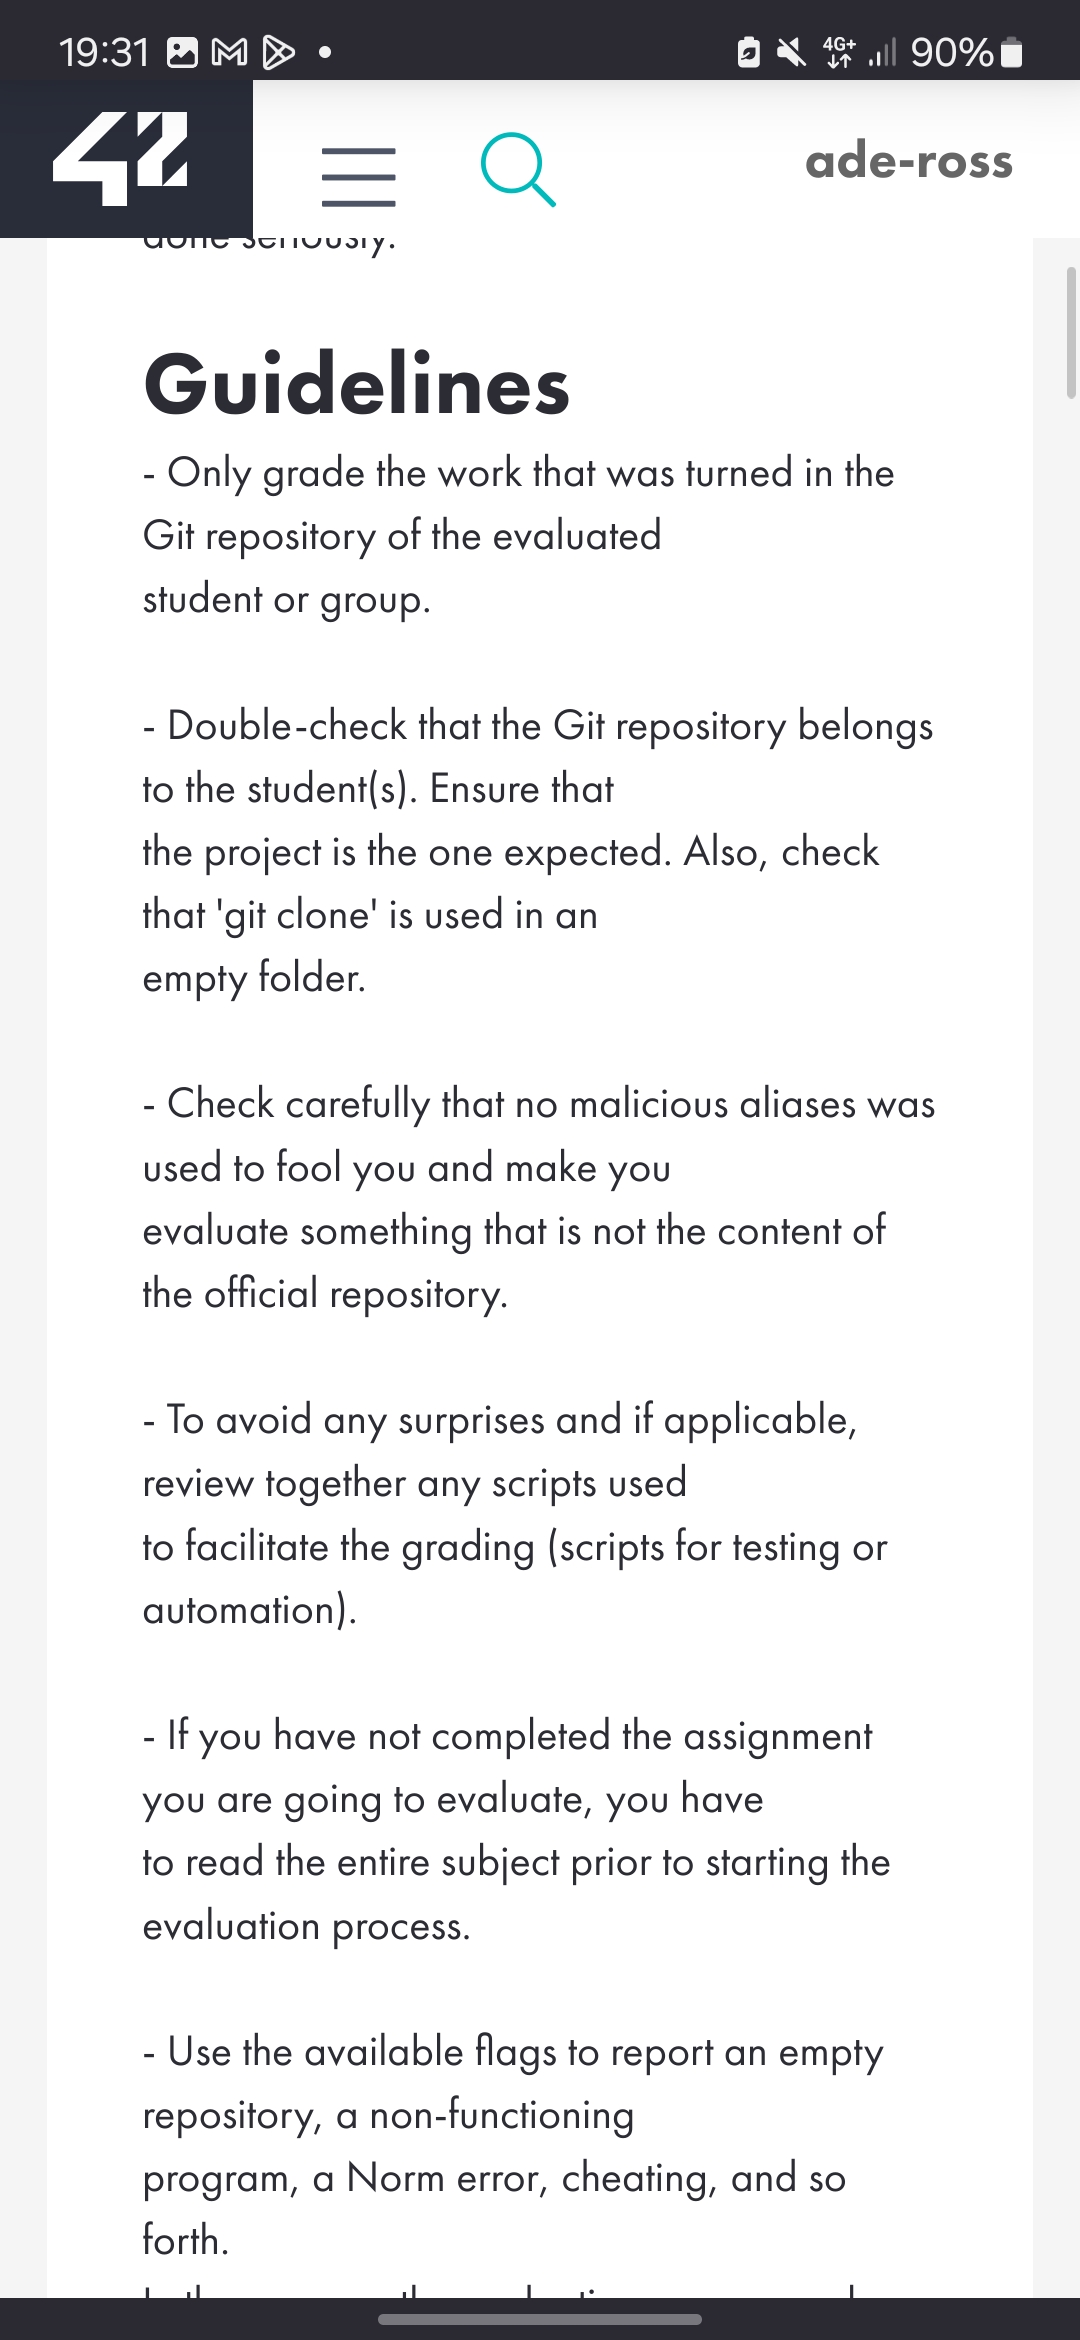 19:31
4G+ 90%
42
ade-ross
done seriously.
Guidelines
- Only grade the work that was turned in the
Git repository of the evaluated
student or group.
- Double-check that the Git repository belongs
to the student(s). Ensure that
the project is the one expected. Also, check
that 'git clone' is used in an
empty folder.
- Check carefully that no malicious aliases was
used to fool you and make you
evaluate something that is not the content of
the official repository.
- To avoid any surprises and if applicable,
review together any scripts used
to facilitate the grading (scripts for testing or
automation).
- If you have not completed the assignment
you are going to evaluate, you have
to read the entire subject prior to starting the
evaluation process.
- Use the available flags to report an empty
repository, a non-functioning
program, a Norm error, cheating, and so
forth.